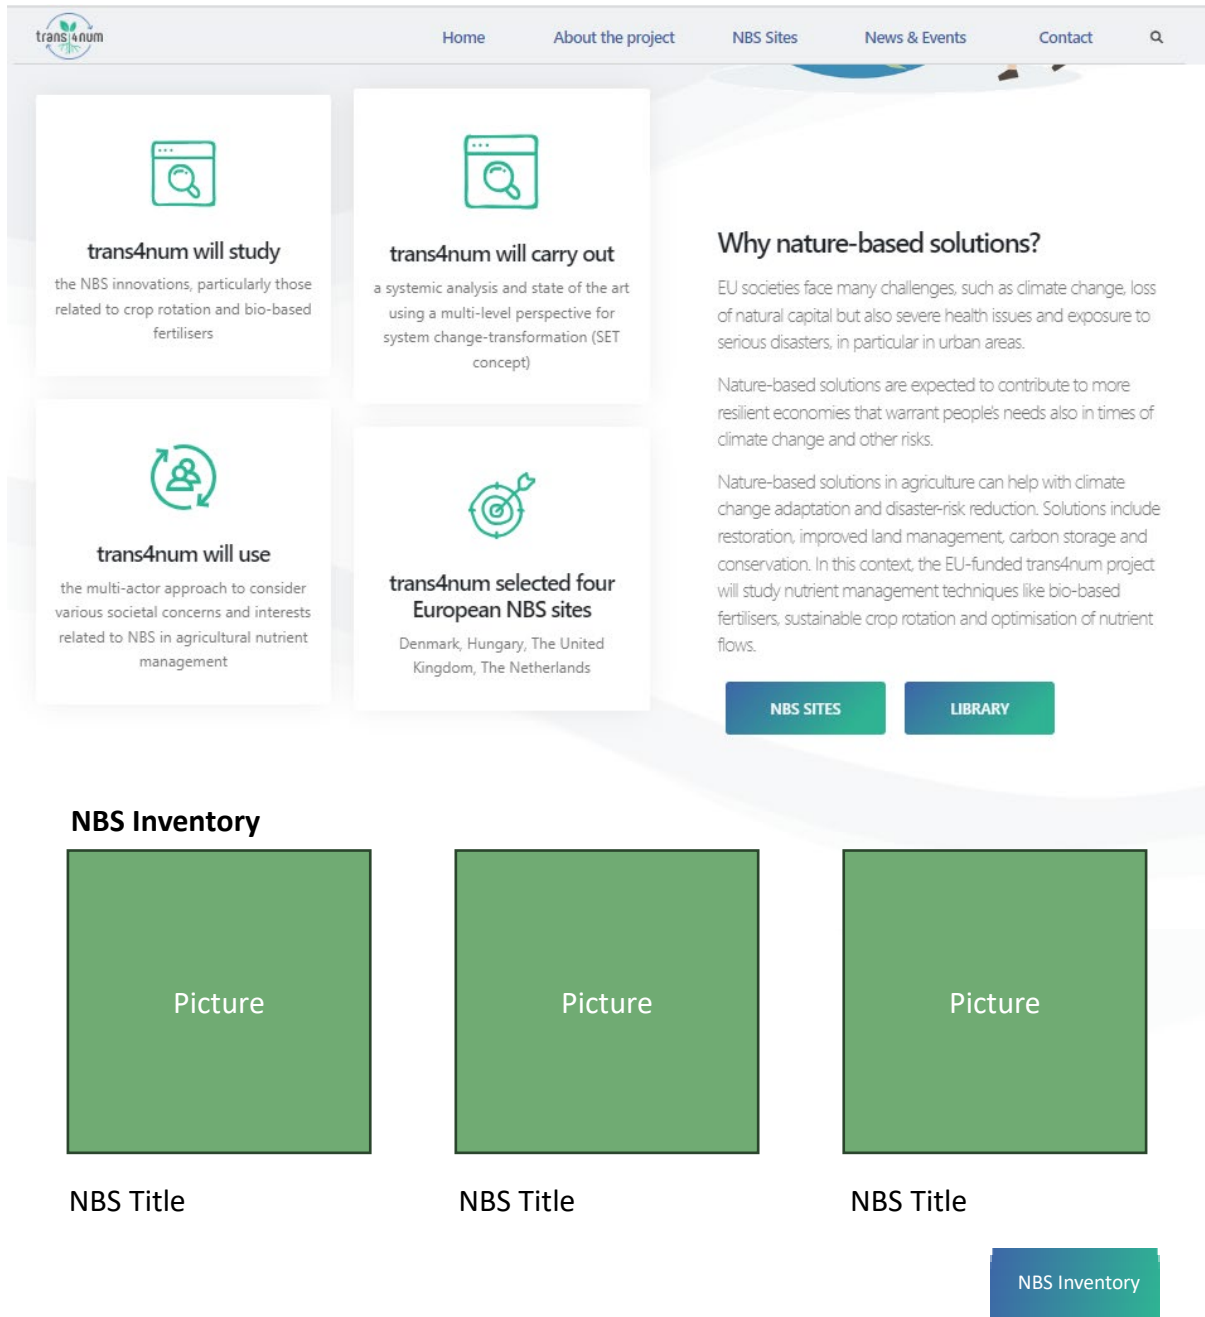 trans4num
Home About the project NBS Sites News & Events Contact
trans4num will study
the NBS innovations, particularly those
related to crop rotation and bio-based
fertilisers
trans4num will carry out
a systemic analysis and state of the art
using a multi-level perspective for
system change-transformation (SET
concept)
trans4num will use
the multi-actor approach to consider
various societal concerns and interests
related to NBS in agricultural nutrient
management
trans4num selected four
European NBS sites
Denmark, Hungary, The United
Kingdom, The Netherlands
Why nature-based solutions?
EU societies face many challenges, such as climate change, loss
of natural capital but also severe health issues and exposure to
serious disasters, in particular in urban areas.
Nature-based solutions are expected to contribute to more
resilient economies that warrant people's needs also in times of
climate change and other risks.
Nature-based solutions in agriculture can help with climate
change adaptation and disaster-risk reduction. Solutions include
restoration, improved land management, carbon storage and
conservation. In this context, the EU-funded trans4num project
will study nutrient management techniques like bio-based
fertilisers, sustainable crop rotation and optimisation of nutrient
flows.
NBS SITES LIBRARY
NBS Inventory
Picture Picture Picture
NBS Title NBS Title NBS Title
NBS Inventory